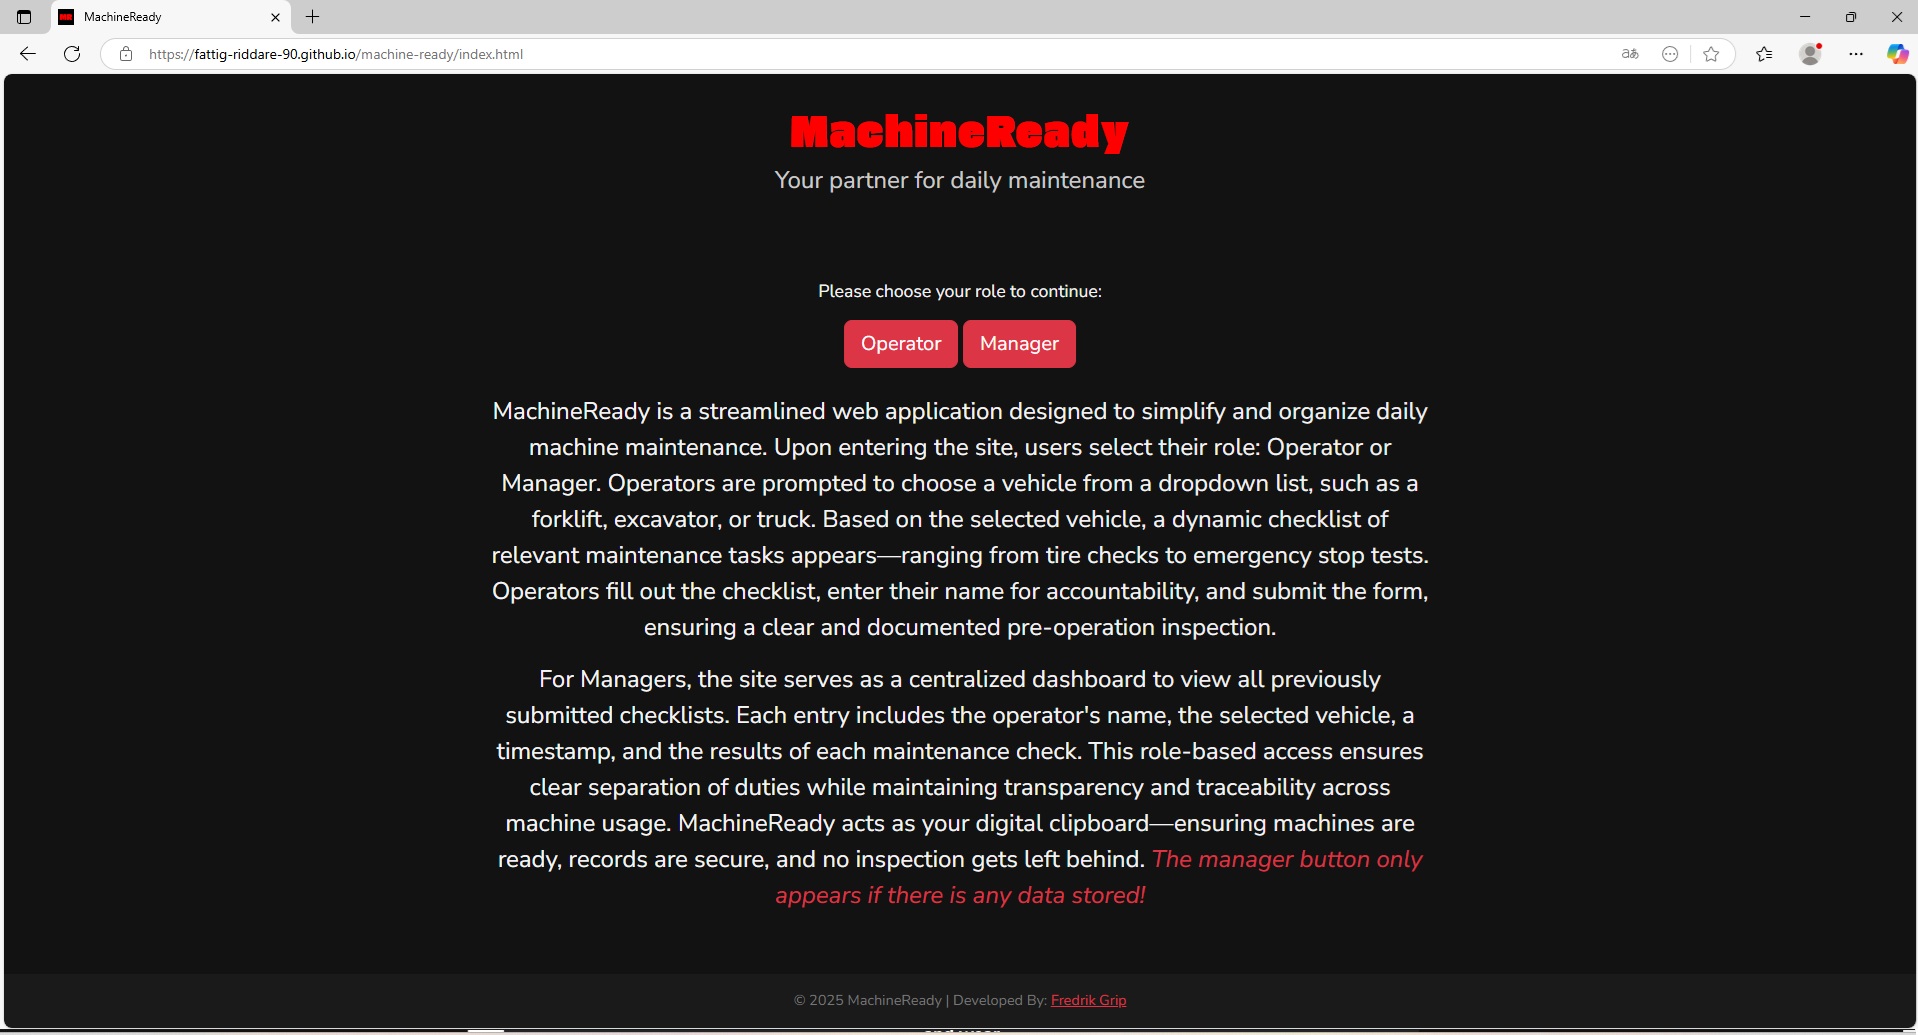 MachineReady
https://fattig-riddare-90.github.io/machine-ready/index.html
MachineReady
Your partner for daily maintenance
Please choose your role to continue:
Operator Manager
MachineReady is a streamlined web application designed to simplify and organize daily
machine maintenance. Upon entering the site, users select their role: Operator or
Manager. Operators are prompted to choose a vehicle from a dropdown list, such as a
forklift, excavator, or truck. Based on the selected vehicle, a dynamic checklist of
relevant maintenance tasks appears—ranging from tire checks to emergency stop tests.
Operators fill out the checklist, enter their name for accountability, and submit the form,
ensuring a clear and documented pre-operation inspection.
For Managers, the site serves as a centralized dashboard to view all previously
submitted checklists. Each entry includes the operator's name, the selected vehicle, a
timestamp, and the results of each maintenance check. This role-based access ensures
clear separation of duties while maintaining transparency and traceability across
machine usage. MachineReady acts as your digital clipboard—ensuring machines are
ready, records are secure, and no inspection gets left behind. The manager button only
appears if there is any data stored!
© 2025 MachineReady | Developed By: Fredrik Grip